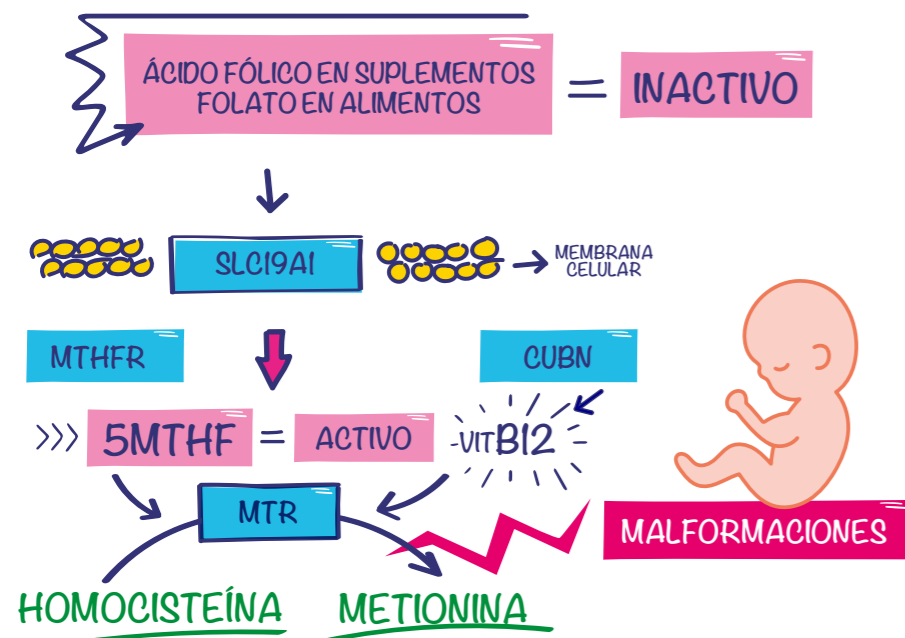 ÁCIDO FÓLICO EN SUPLEMENTOS
FOLATO EN ALIMENTOS
=
INACTIVO
SLC19A1
MEMBRANA
CELULAR
MTHFR
CUBN
>>> 5MTHF = ACTIVO
-VITB12-
MTR
MALFORMACIONES
HOMOCISTEÍNA
METIONINA